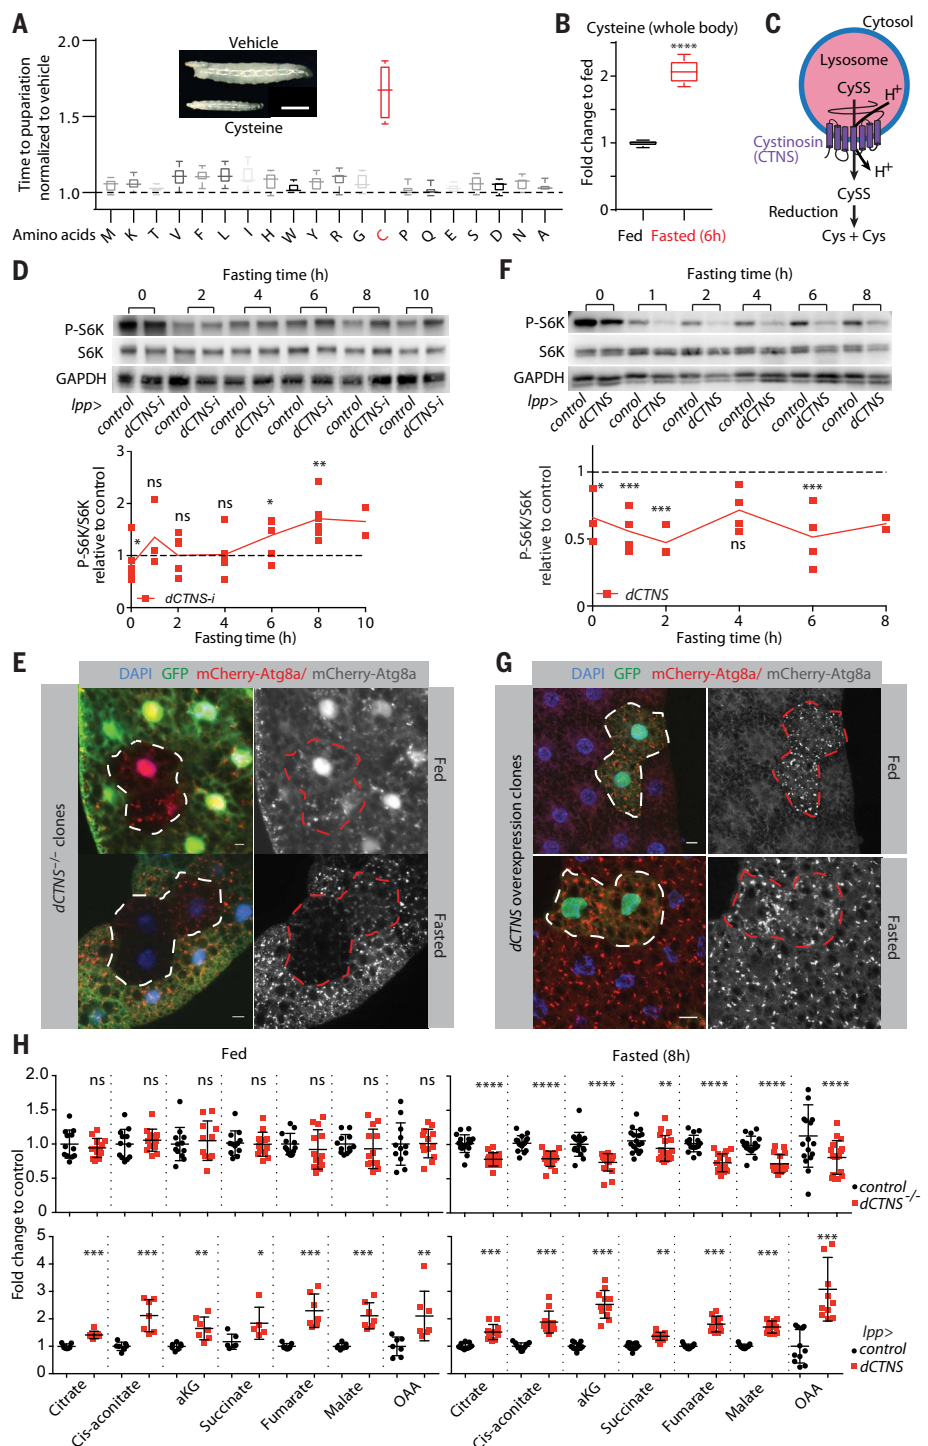 A
Time to pupariation
normalized to vehicle
2.0
1.5
1.0
Vehicle
Cysteine
Amino acids M K T V F L I H W Y R G C P Q E S D N A
B
Cysteine (whole body)
Fold change to fed
2
1
0
****
Fed Fasted (6h)
C
Cytosol
Lysosome
CySS
H+
Cystinosin
(CTNS)
H+
CySS
Reduction
Cys + Cys
D
Fasting time (h)
0 2 4 6 8 10
P-S6K
S6K
GAPDH
lpp> control dCTNS-i control dCTNS-i control dCTNS-i control dCTNS-i control dCTNS-i control dCTNS-i
P-S6K/S6K
relative to control
3
2
1
0
* ns ns ns * **
dCTNS-i
0 2 4 6 8 10
Fasting time (h)
F
Fasting time (h)
0 1 2 4 6 8
P-S6K
S6K
GAPDH
lpp> control dCTNS control dCTNS control dCTNS control dCTNS control dCTNS control dCTNS
P-S6K/S6K
relative to control
1
0.5
0
* *** *** ns ***
dCTNS
0 2 4 6 8
Fasting time (h)
E
DAPI GFP mCherry-Atg8a/ mCherry-Atg8a
dCTNS−/− clones
Fed
Fasted
G
DAPI GFP mCherry-Atg8a/ mCherry-Atg8a
dCTNS overexpression clones
Fed
Fasted
H
Fold change to control
Fed
2.0
1.5
1.0
0.5
0
ns ns ns ns ns ns ns
Fasted (8h)
**** **** **** ** **** **** ****
control
dCTNS−/−
5
4
3
2
1
0
*** *** ** * *** *** **
*** *** *** ** *** *** ***
lpp>
control
dCTNS
Citrate Cis-aconitate aKG Succinate Fumarate Malate OAA
Citrate Cis-aconitate aKG Succinate Fumarate Malate OAA